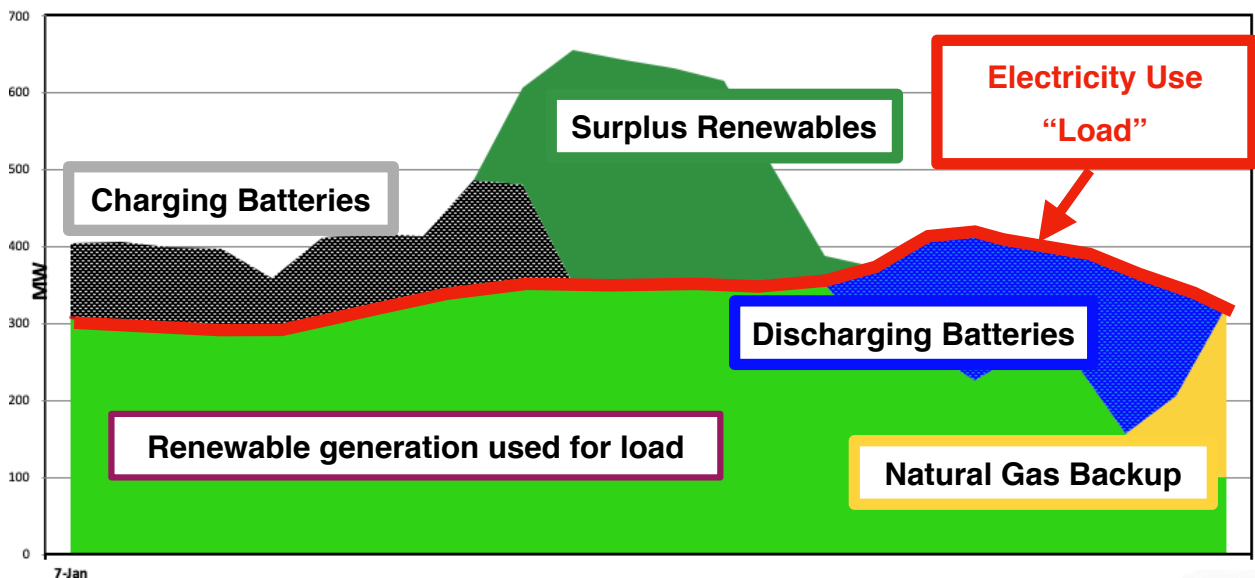 700
600
500
400
300
200
100
0
MW
7-Jan
Charging Batteries
Surplus Renewables
Electricity Use
“Load”
Discharging Batteries
Renewable generation used for load
Natural Gas Backup